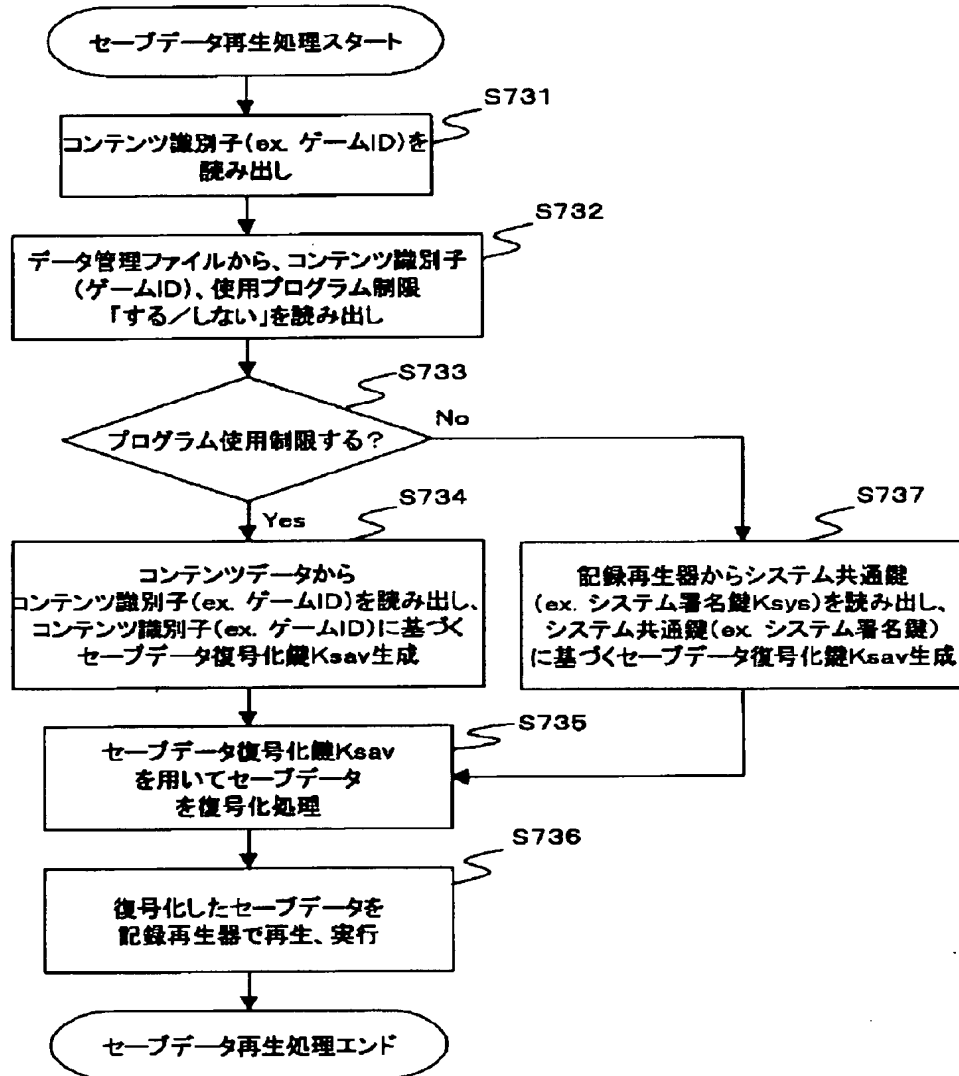 セーブデータ再生処理スタート
S731
コンテンツ識別子(ex. ゲームID)を
読み出し
S732
データ管理ファイルから、コンテンツ識別子
(ゲームID)、使用プログラム制限
「する/しない」を読み出し
S733
プログラム使用制限する?
No
Yes
S734
コンテンツデータから
コンテンツ識別子(ex. ゲームID)を読み出し、
コンテンツ識別子(ex. ゲームID)に基づく
セーブデータ復号化鍵Ksav生成
S737
記録再生器からシステム共通鍵
(ex. システム署名鍵Ksys)を読み出し、
システム共通鍵(ex. システム署名鍵)
に基づくセーブデータ復号化鍵Ksav生成
S735
セーブデータ復号化鍵Ksav
を用いてセーブデータ
を復号化処理
S736
復号化したセーブデータを
記録再生器で再生、実行
セーブデータ再生処理エンド